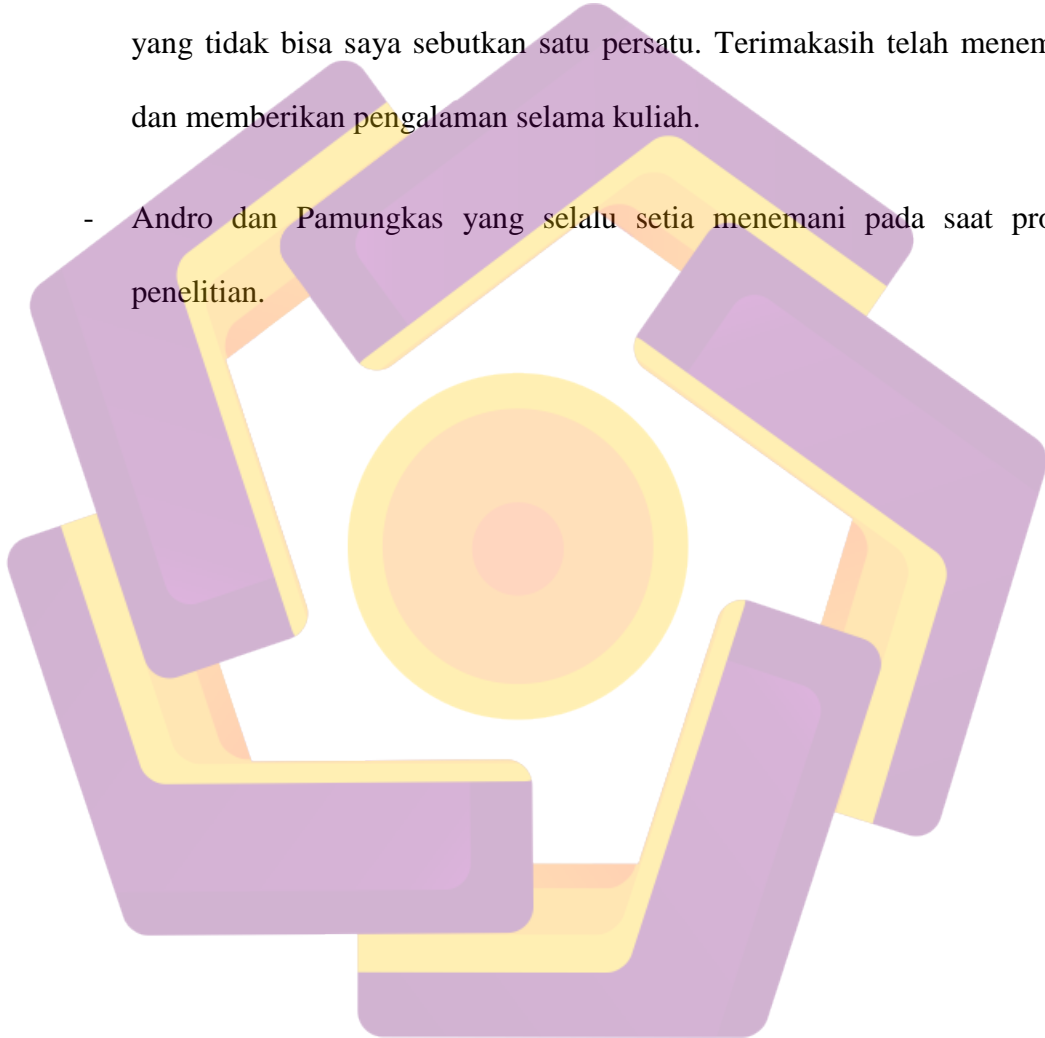 yang tidak bisa saya sebutkan satu persatu. Terimakasih telah menem
dan memberikan pengalaman selama kuliah.
- Andro dan Pamungkas yang selalu setia menemani pada saat pro
penelitian.